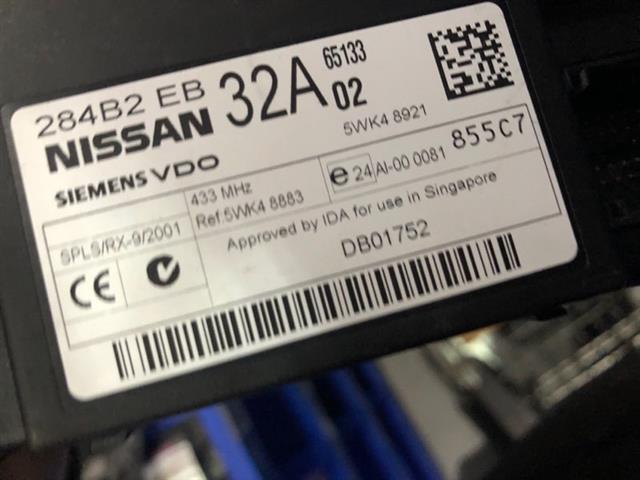 284B2 EB 32A 65133
NISSAN 02
5WK4 8921
SIEMENS VDO
433 MHz
Ref.5WK4 8883
e 24 AI-00 0081 855C7
SPLS/RX-9/2001
Approved by IDA for use in Singapore
DB01752
CE